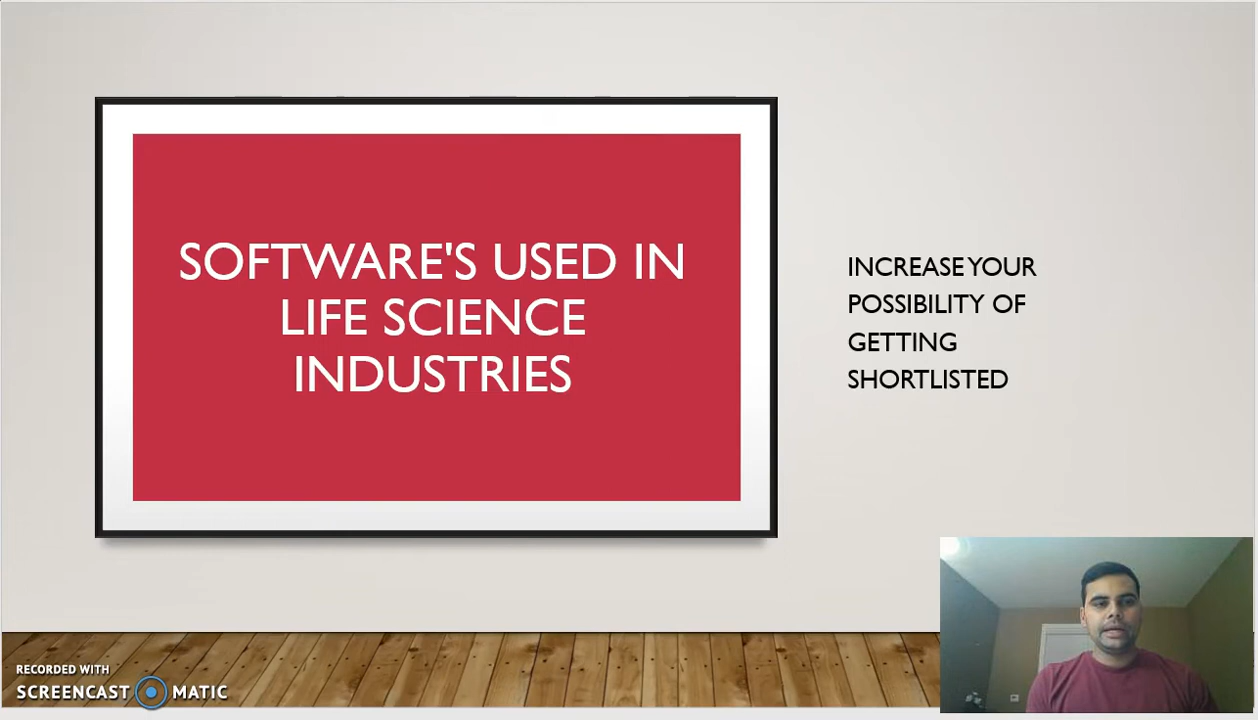 SOFTWARE'S USED IN
LIFE SCIENCE
INDUSTRIES
INCREASE YOUR
POSSIBILITY OF
GETTING
SHORTLISTED
RECORDED WITH
SCREENCAST MATIC